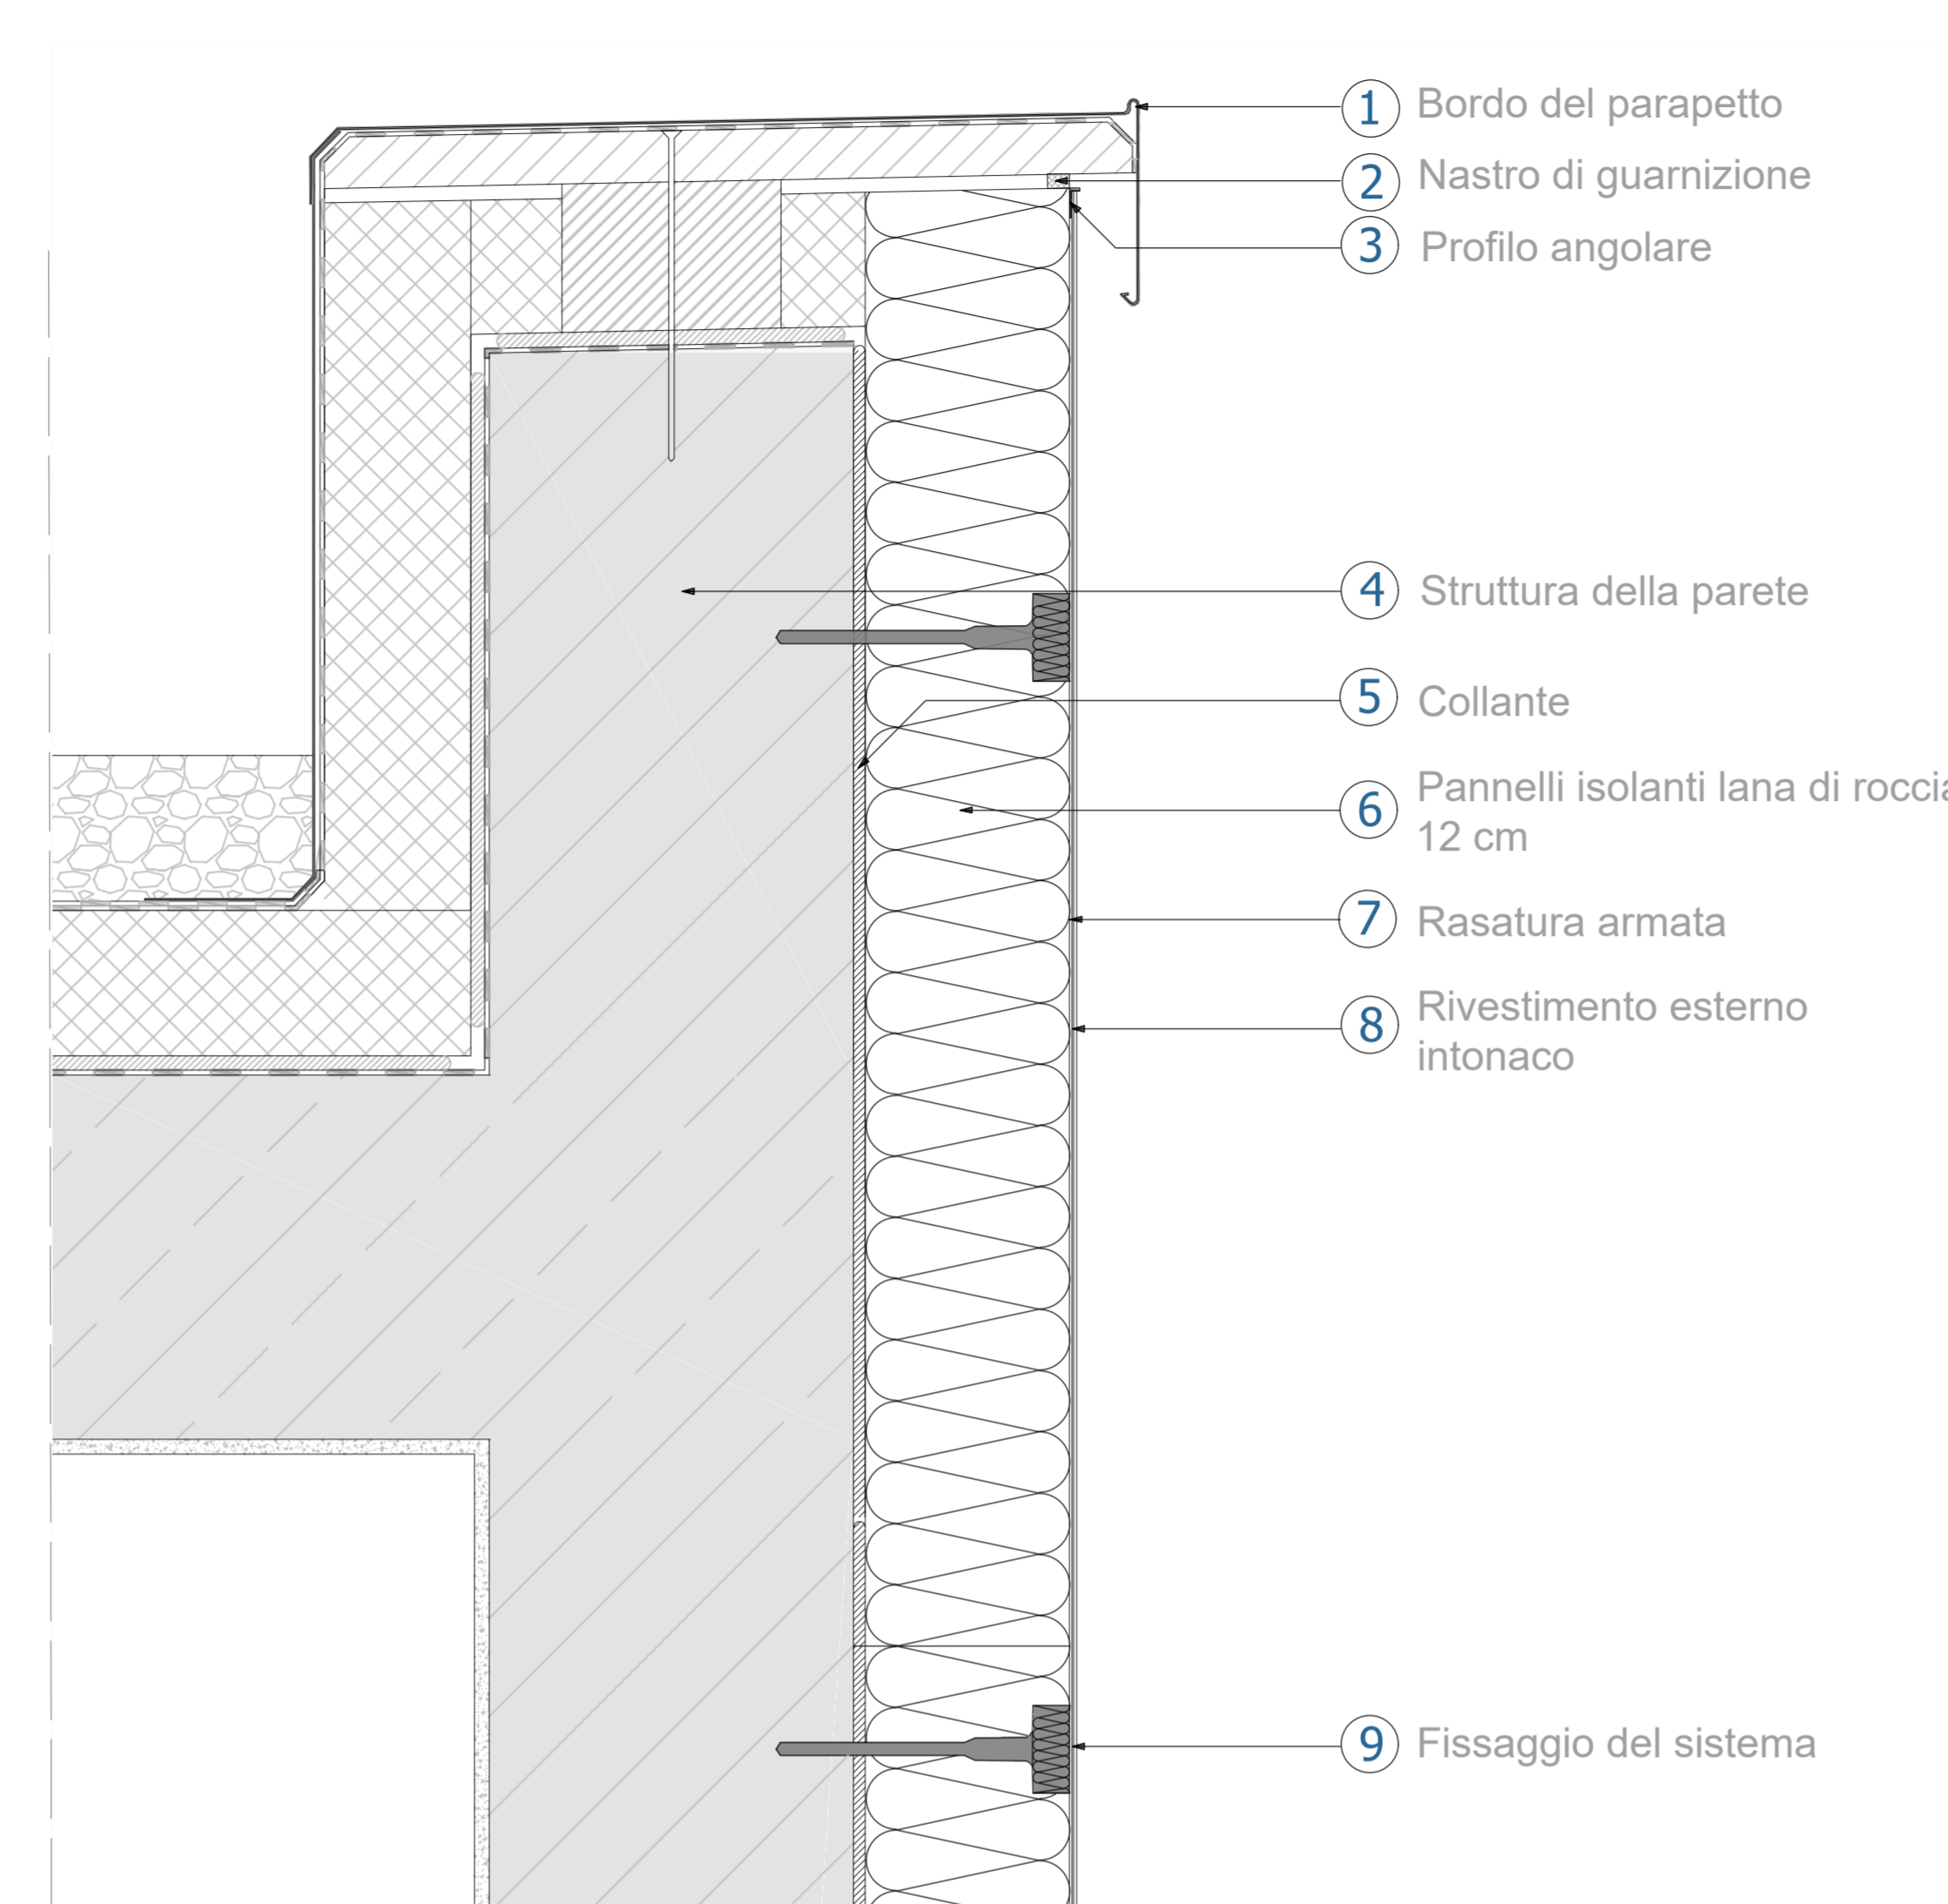 1 Bordo del parapetto
2 Nastro di guarnizione
3 Profilo angolare
4 Struttura della parete
5 Collante
6 Pannelli isolanti lana di roccia
12 cm
7 Rasatura armata
8 Rivestimento esterno
intonaco
9 Fissaggio del sistema